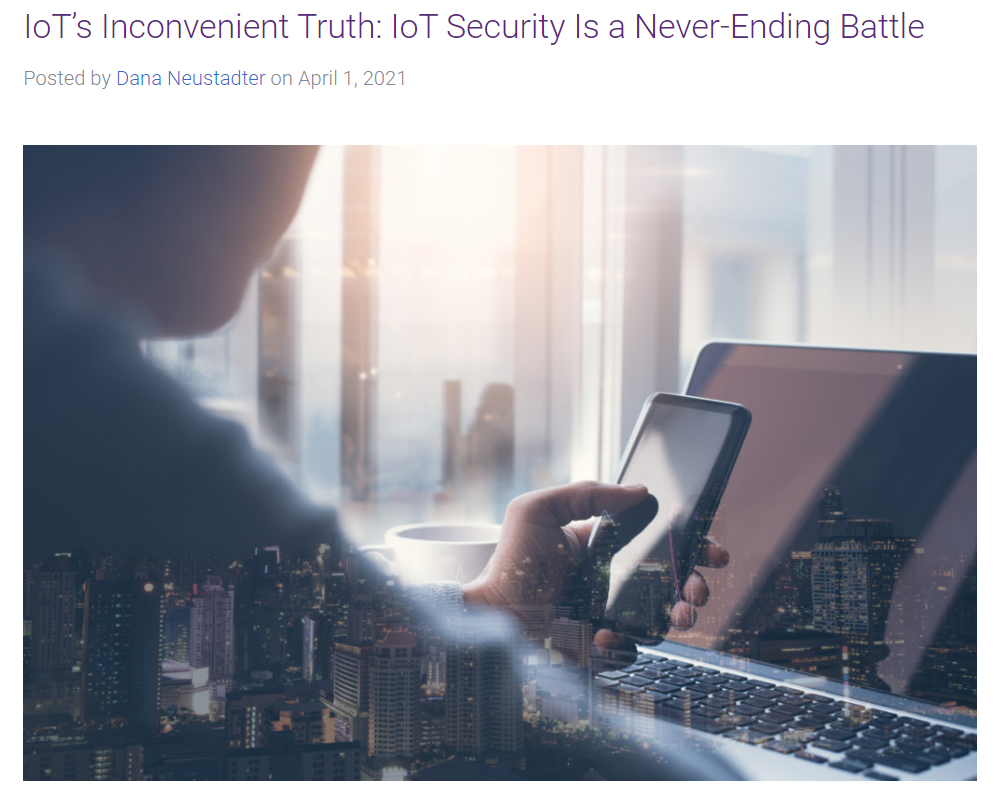 IoT’s Inconvenient Truth: IoT Security Is a Never-Ending Battle
Posted by Dana Neustadter on April 1, 2021